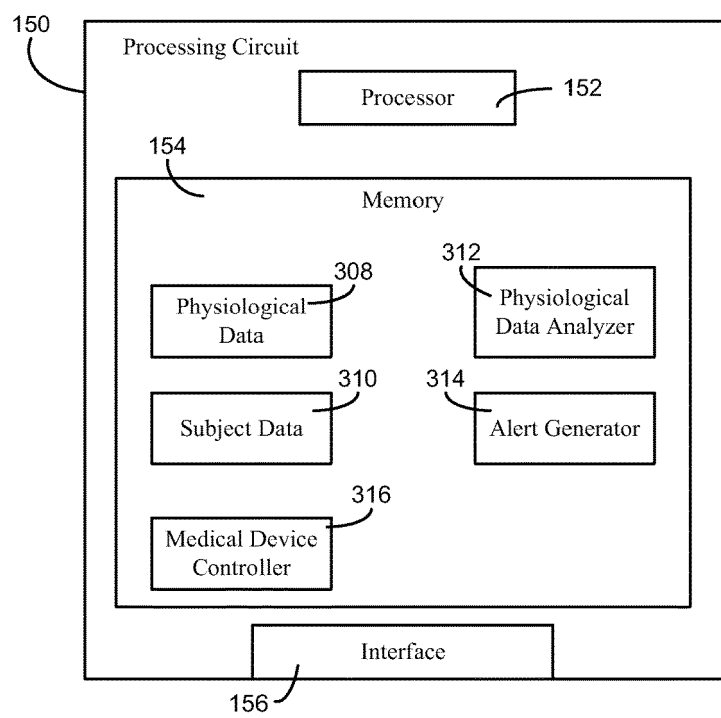 150
Processing Circuit
Processor
152
154
Memory
308
Physiological
Data
312
Physiological
Data Analyzer
310
Subject Data
314
Alert Generator
316
Medical Device
Controller
Interface
156